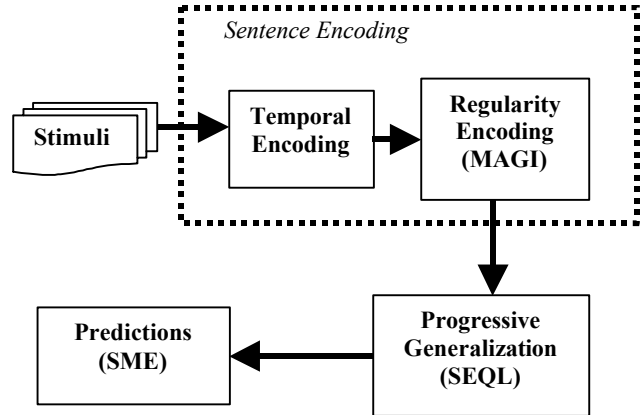 Sentence Encoding
Stimuli
Temporal
Encoding
Regularity
Encoding
(MAGI)
Predictions
(SME)
Progressive
Generalization
(SEQL)